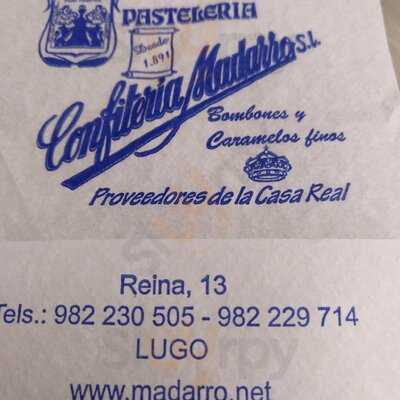 PASTELERIA
Desde
1.891
Confiteria Madarro S.L.
Bombones y
Caramelos finos
Proveedores de la Casa Real
Reina, 13
Tels.: 982 230 505 - 982 229 714
LUGO
www.madarro.net